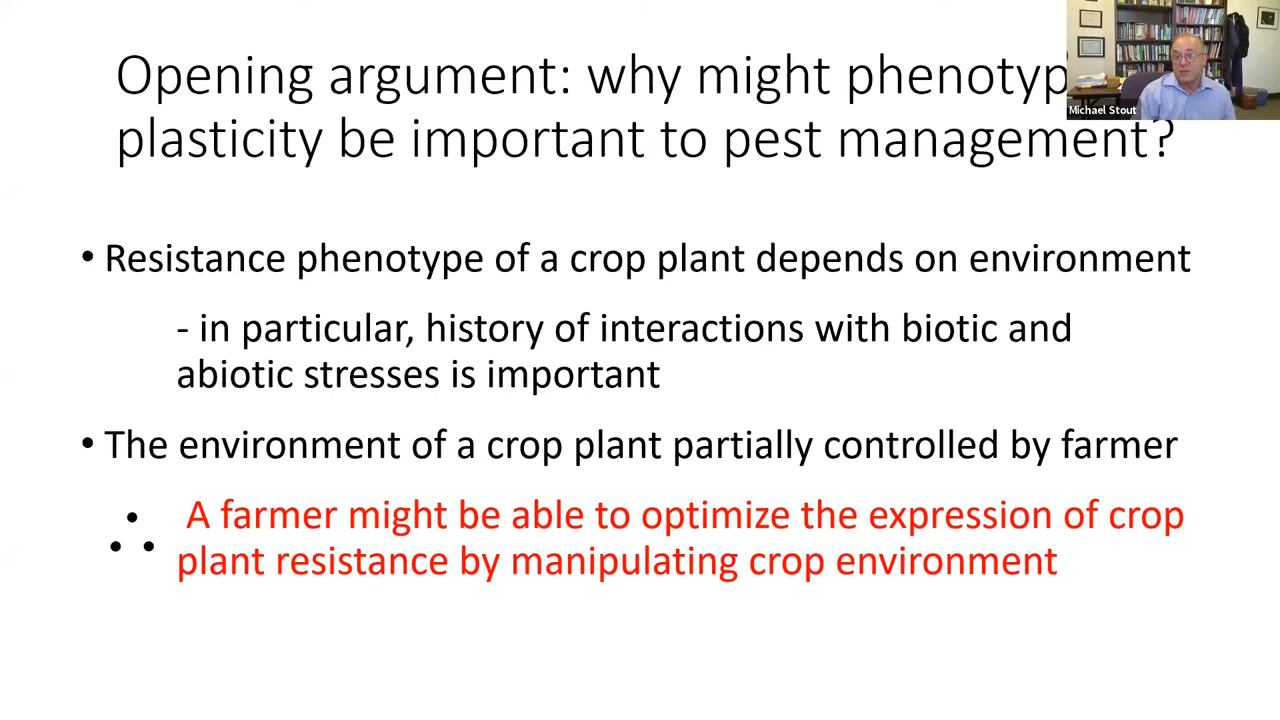 Opening argument: why might phenotyp
plasticity be important to pest management?
Michael Stout
• Resistance phenotype of a crop plant depends on environment
- in particular, history of interactions with biotic and
abiotic stresses is important
• The environment of a crop plant partially controlled by farmer
∴ A farmer might be able to optimize the expression of crop
plant resistance by manipulating crop environment